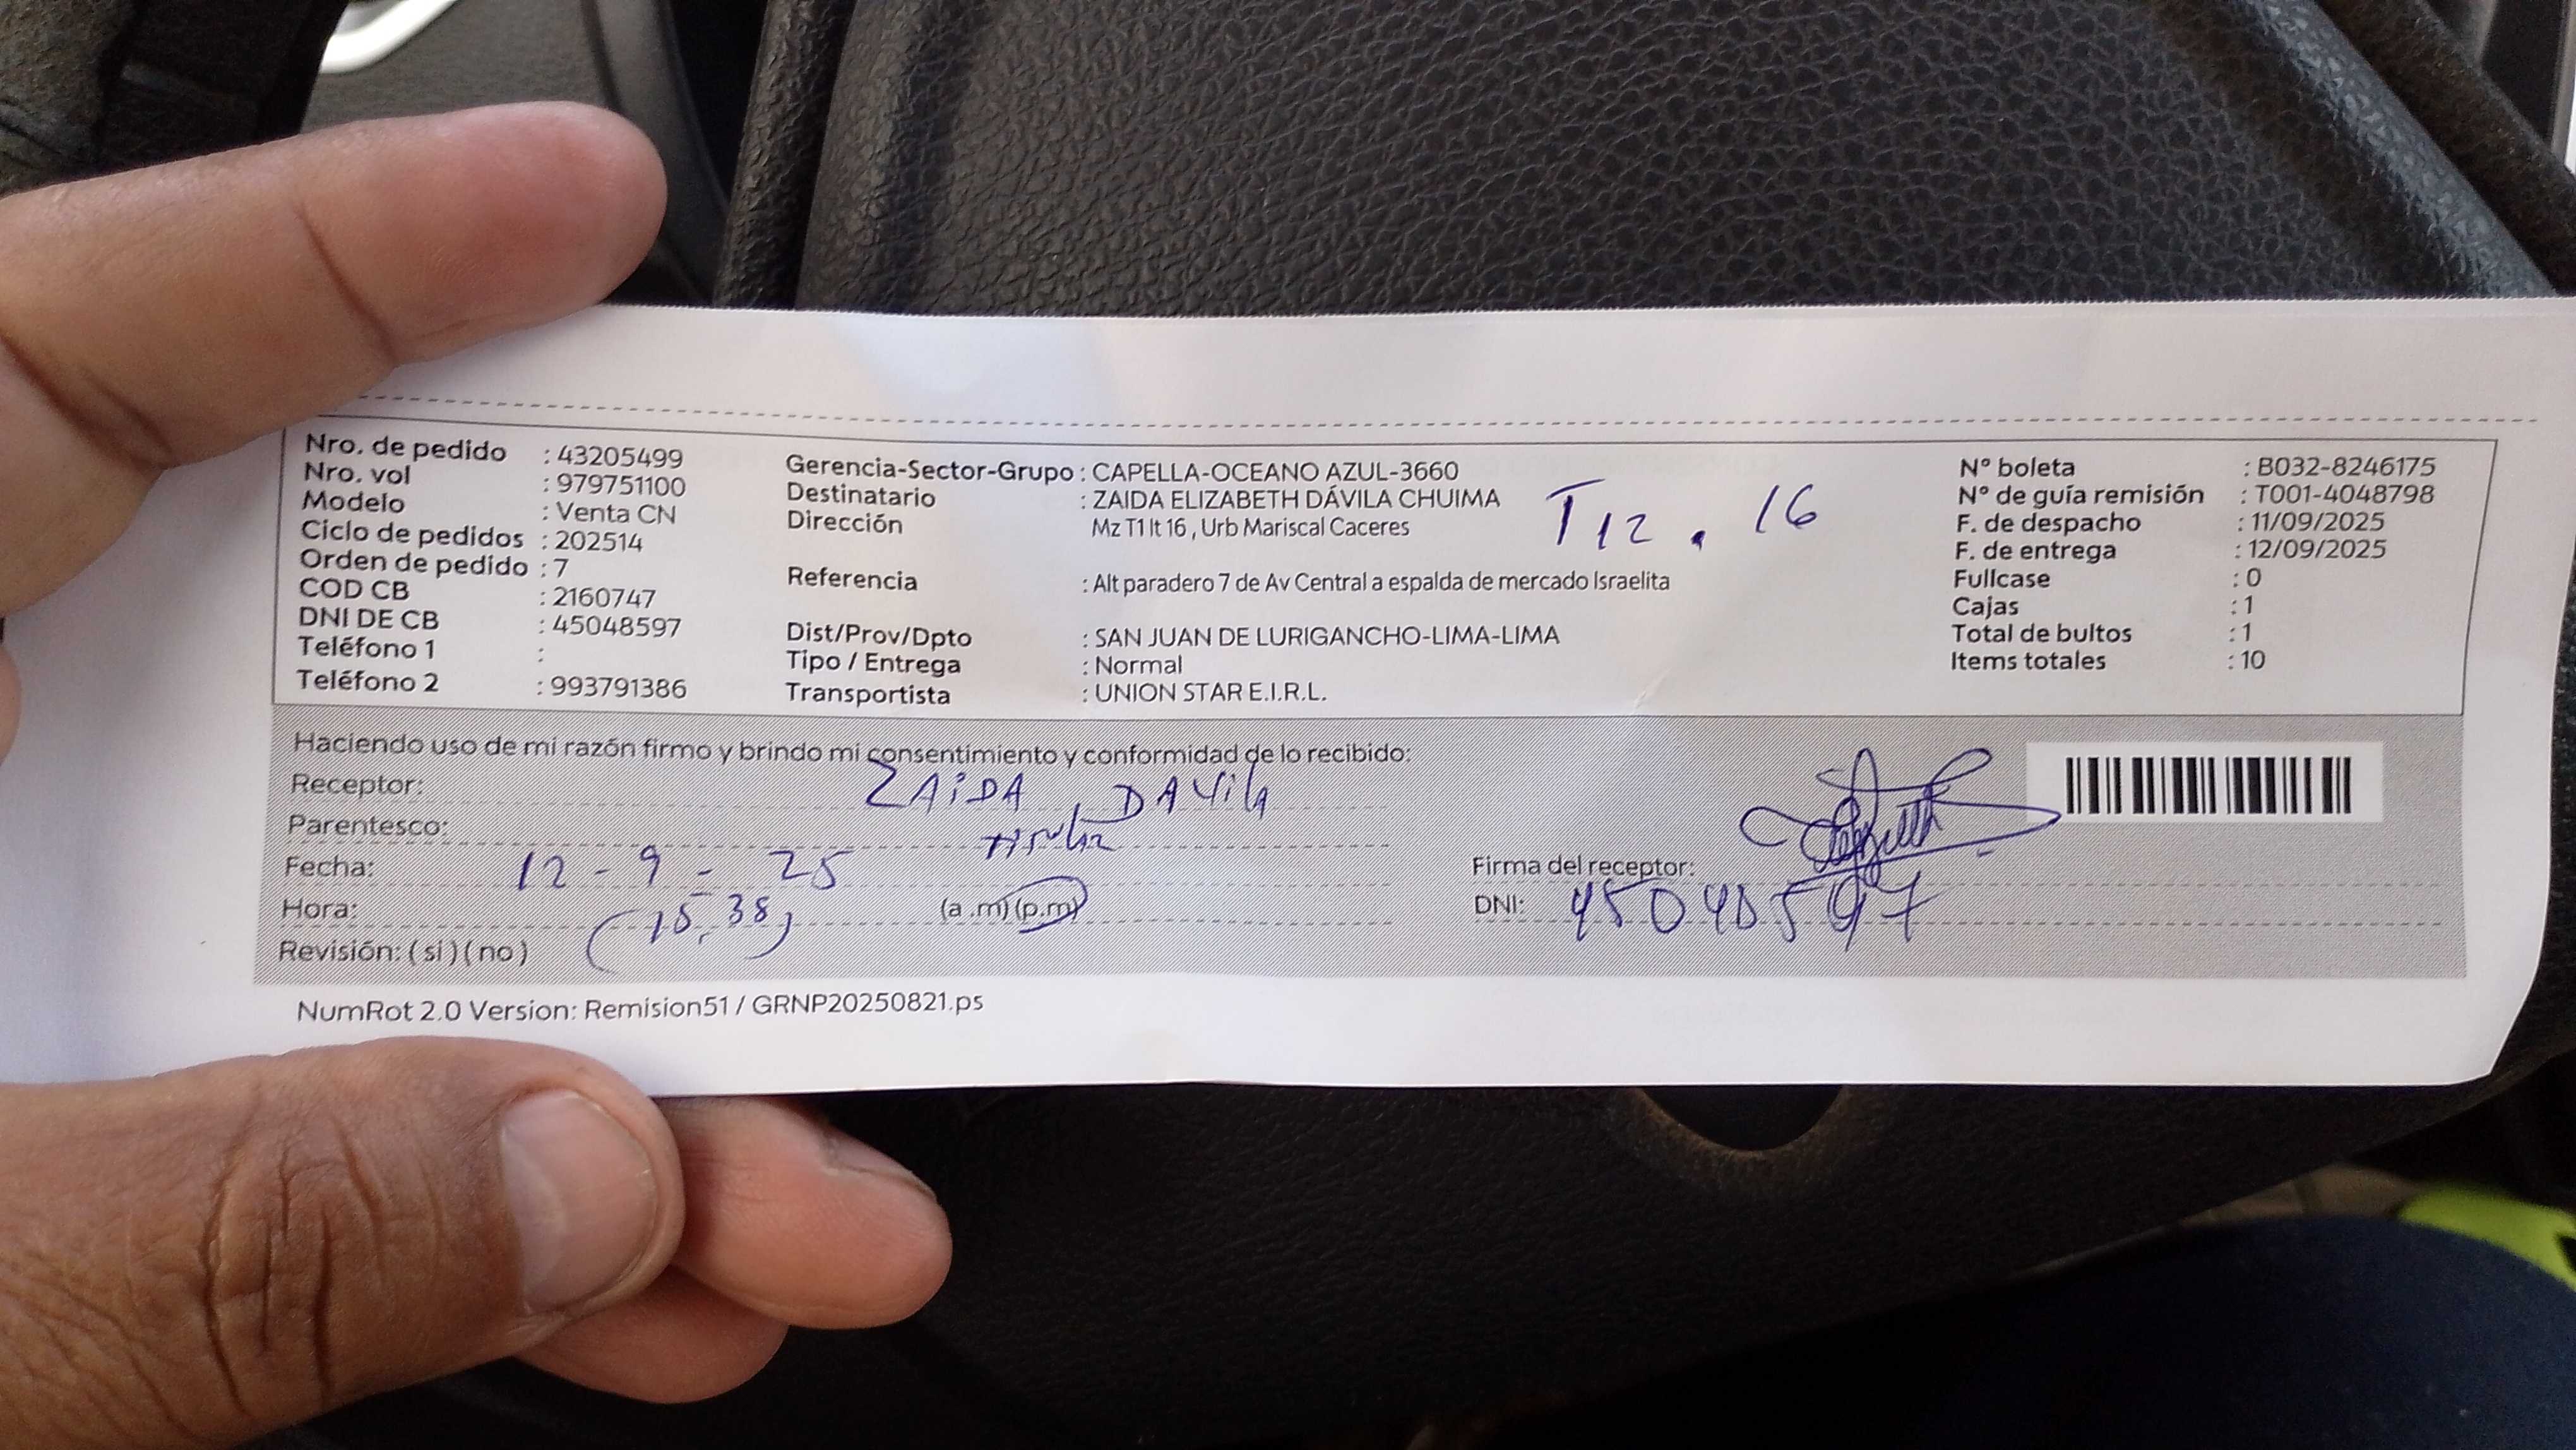 Nro. de pedido : 43205499
Nro. vol : 979751100
Modelo : Venta CN
Ciclo de pedidos : 202514
Orden de pedido : 7
COD CB : 2160747
DNI DE CB : 45048597
Teléfono 1 :
Teléfono 2 : 993791386
Gerencia-Sector-Grupo : CAPELLA-OCEANO AZUL-3660
Destinatario : ZAIDA ELIZABETH DÁVILA CHUIMA
Dirección Mz T1 lt 16 , Urb Mariscal Caceres
T12 . 16
Referencia : Alt paradero 7 de Av Central a espalda de mercado Israelita
Dist/Prov/Dpto : SAN JUAN DE LURIGANCHO-LIMA-LIMA
Tipo / Entrega : Normal
Transportista : UNION STAR E.I.R.L.
N° boleta : B032-8246175
N° de guía remisión : T001-4048798
F. de despacho : 11/09/2025
F. de entrega : 12/09/2025
Fullcase : 0
Cajas : 1
Total de bultos : 1
Items totales : 10
Haciendo uso de mi razón firmo y brindo mi consentimiento y conformidad de lo recibido:
Receptor: ZAIDA DAVila
Parentesco:
Fecha: 12 - 9 - 25
Hora: (15,38) (a .m) (p.m)
Revisión: ( si ) ( no )
Firma del receptor:
DNI: 45048597
NumRot 2.0 Version: Remision51 / GRNP20250821.ps